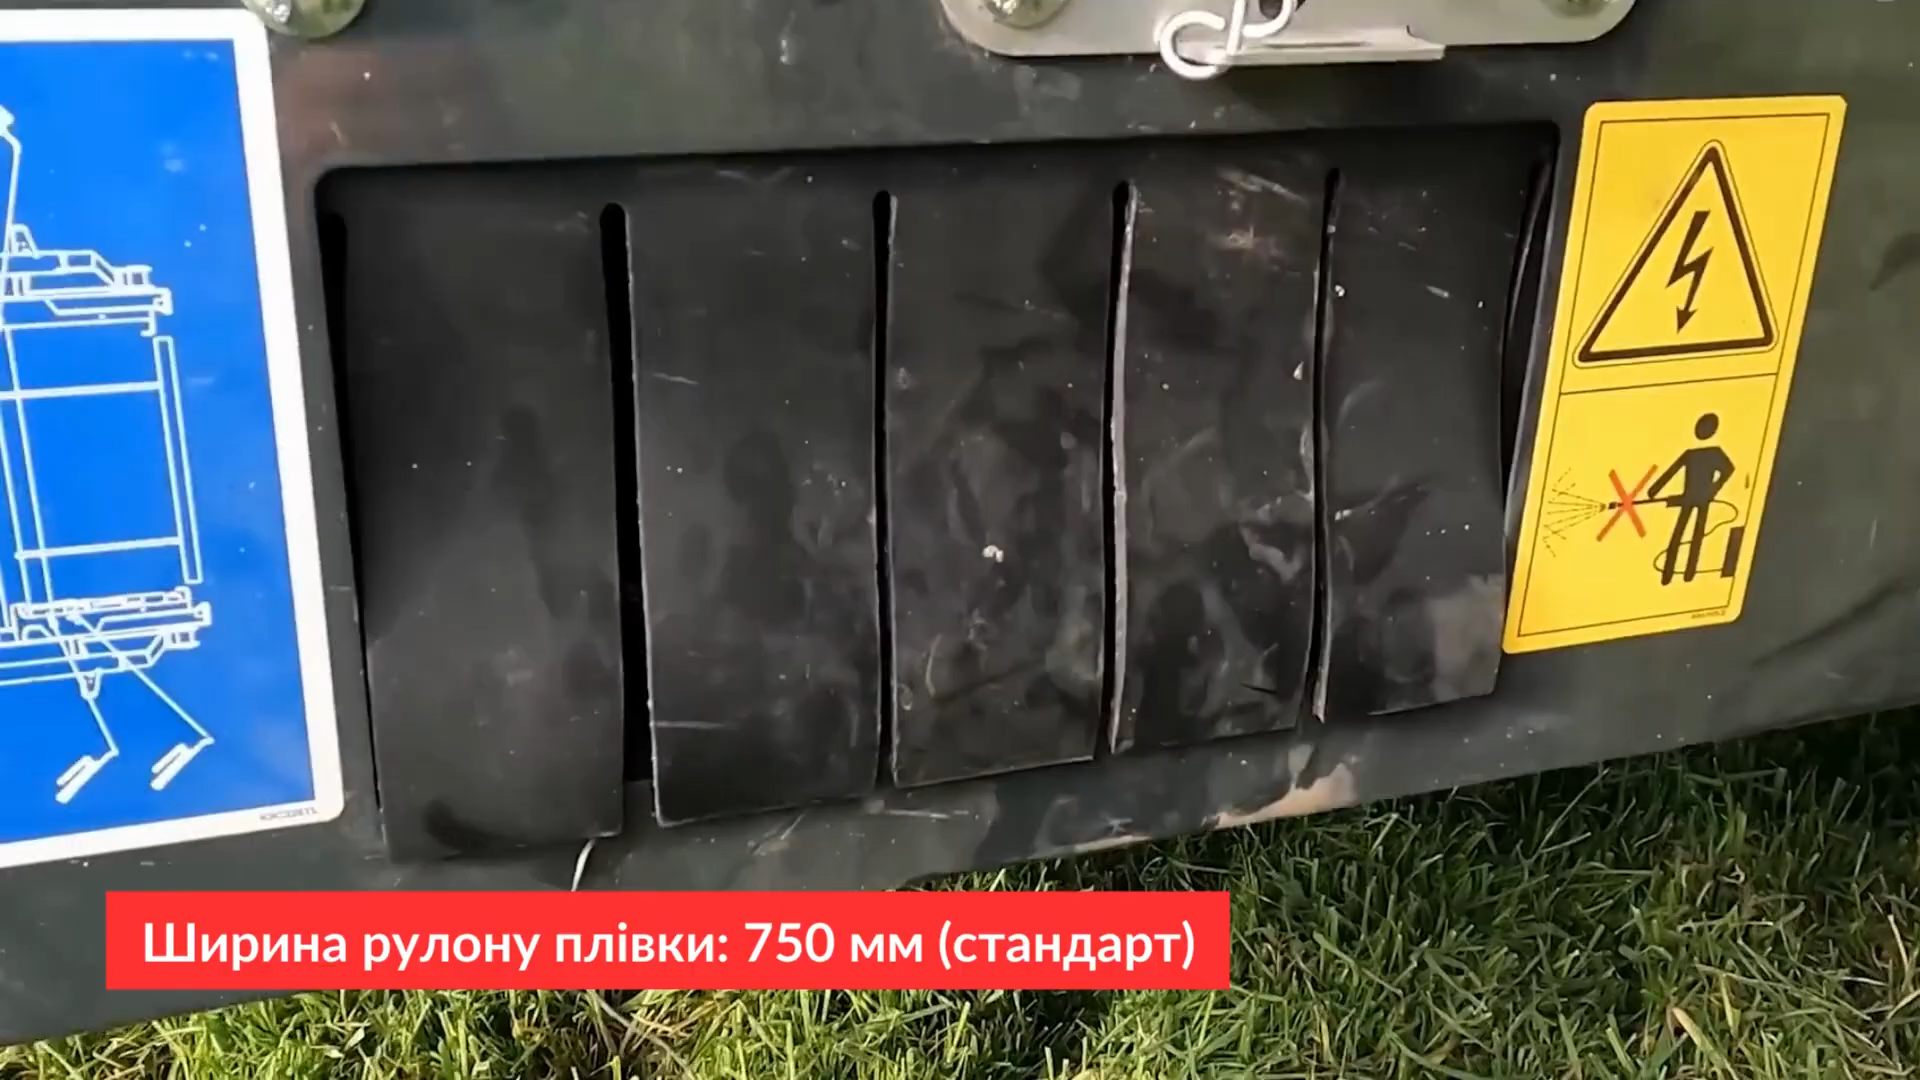 Ширина рулону плівки: 750 мм (стандарт)